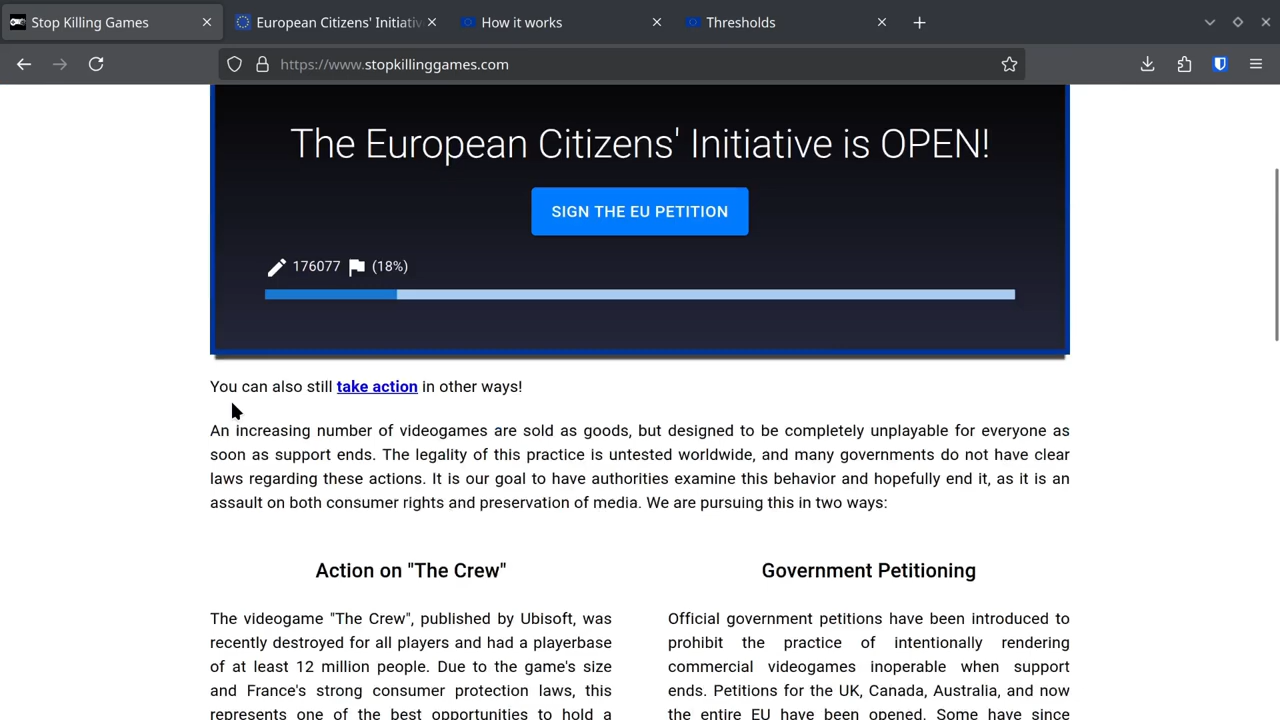 Stop Killing Games
European Citizens' Initiativ
How it works
Thresholds
https://www.stopkillinggames.com
The European Citizens' Initiative is OPEN!
SIGN THE EU PETITION
176077 (18%)
You can also still take action in other ways!
An increasing number of videogames are sold as goods, but designed to be completely unplayable for everyone as
soon as support ends. The legality of this practice is untested worldwide, and many governments do not have clear
laws regarding these actions. It is our goal to have authorities examine this behavior and hopefully end it, as it is an
assault on both consumer rights and preservation of media. We are pursuing this in two ways:
Action on "The Crew"
The videogame "The Crew", published by Ubisoft, was
recently destroyed for all players and had a playerbase
of at least 12 million people. Due to the game's size
and France's strong consumer protection laws, this
represents one of the best opportunities to hold a
Government Petitioning
Official government petitions have been introduced to
prohibit the practice of intentionally rendering
commercial videogames inoperable when support
ends. Petitions for the UK, Canada, Australia, and now
the entire EU have been opened. Some have since